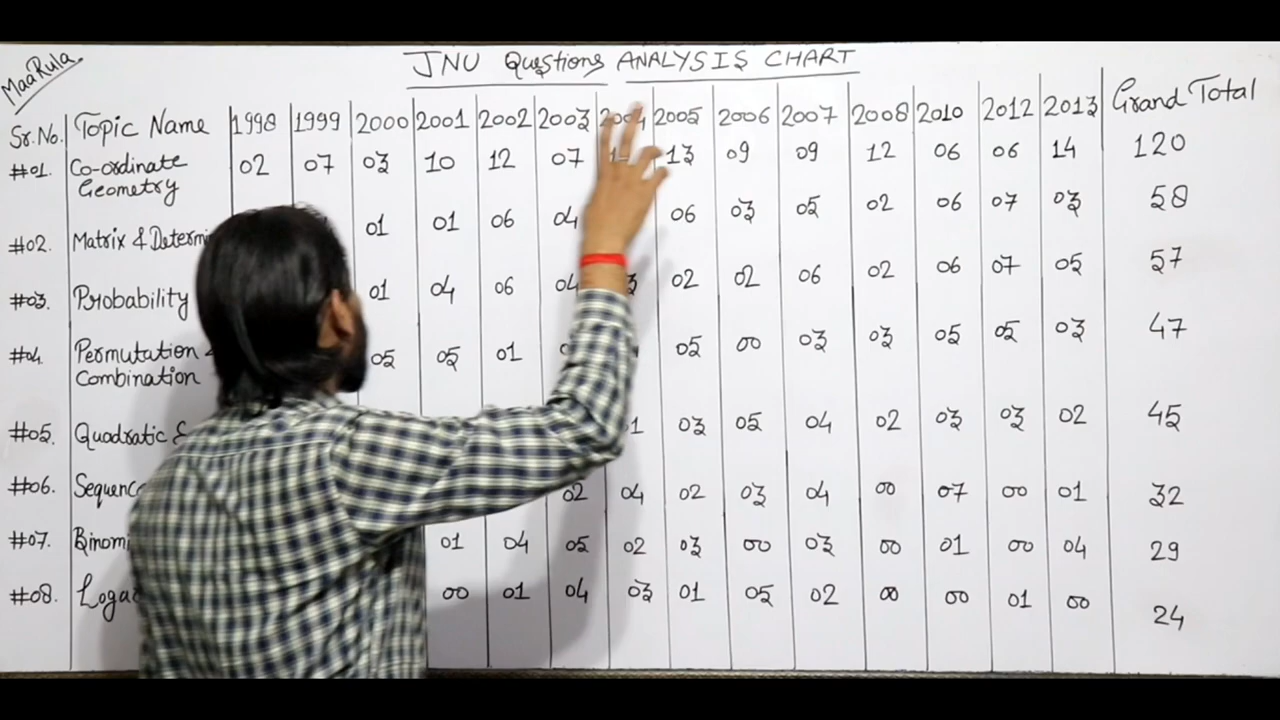 MaaRula
JNU Questions ANALYSIS CHART
Sr.No. Topic Name 1998 1999 2000 2001 2002 2003 2004 2005 2006 2007 2008 2010 2012 2013 Grand Total
#01. Co-ordinate 02 07 03 10 12 07 13 09 09 12 06 06 14 120
Geometry
#02. Matrix & 01 01 06 04 06 03 05 02 06 07 03 58
#03. Probability 01 04 06 04 02 02 06 02 06 07 05 57
#04. Permutation 05 05 01 05 00 03 03 05 05 03 47
Combination
#05. Quadratic 03 05 04 02 03 03 02 45
#06. 02 04 02 03 04 00 07 00 01 32
#07. 01 04 05 02 03 00 03 00 01 00 04 29
#08. 00 01 04 03 01 05 02 00 00 01 00 24